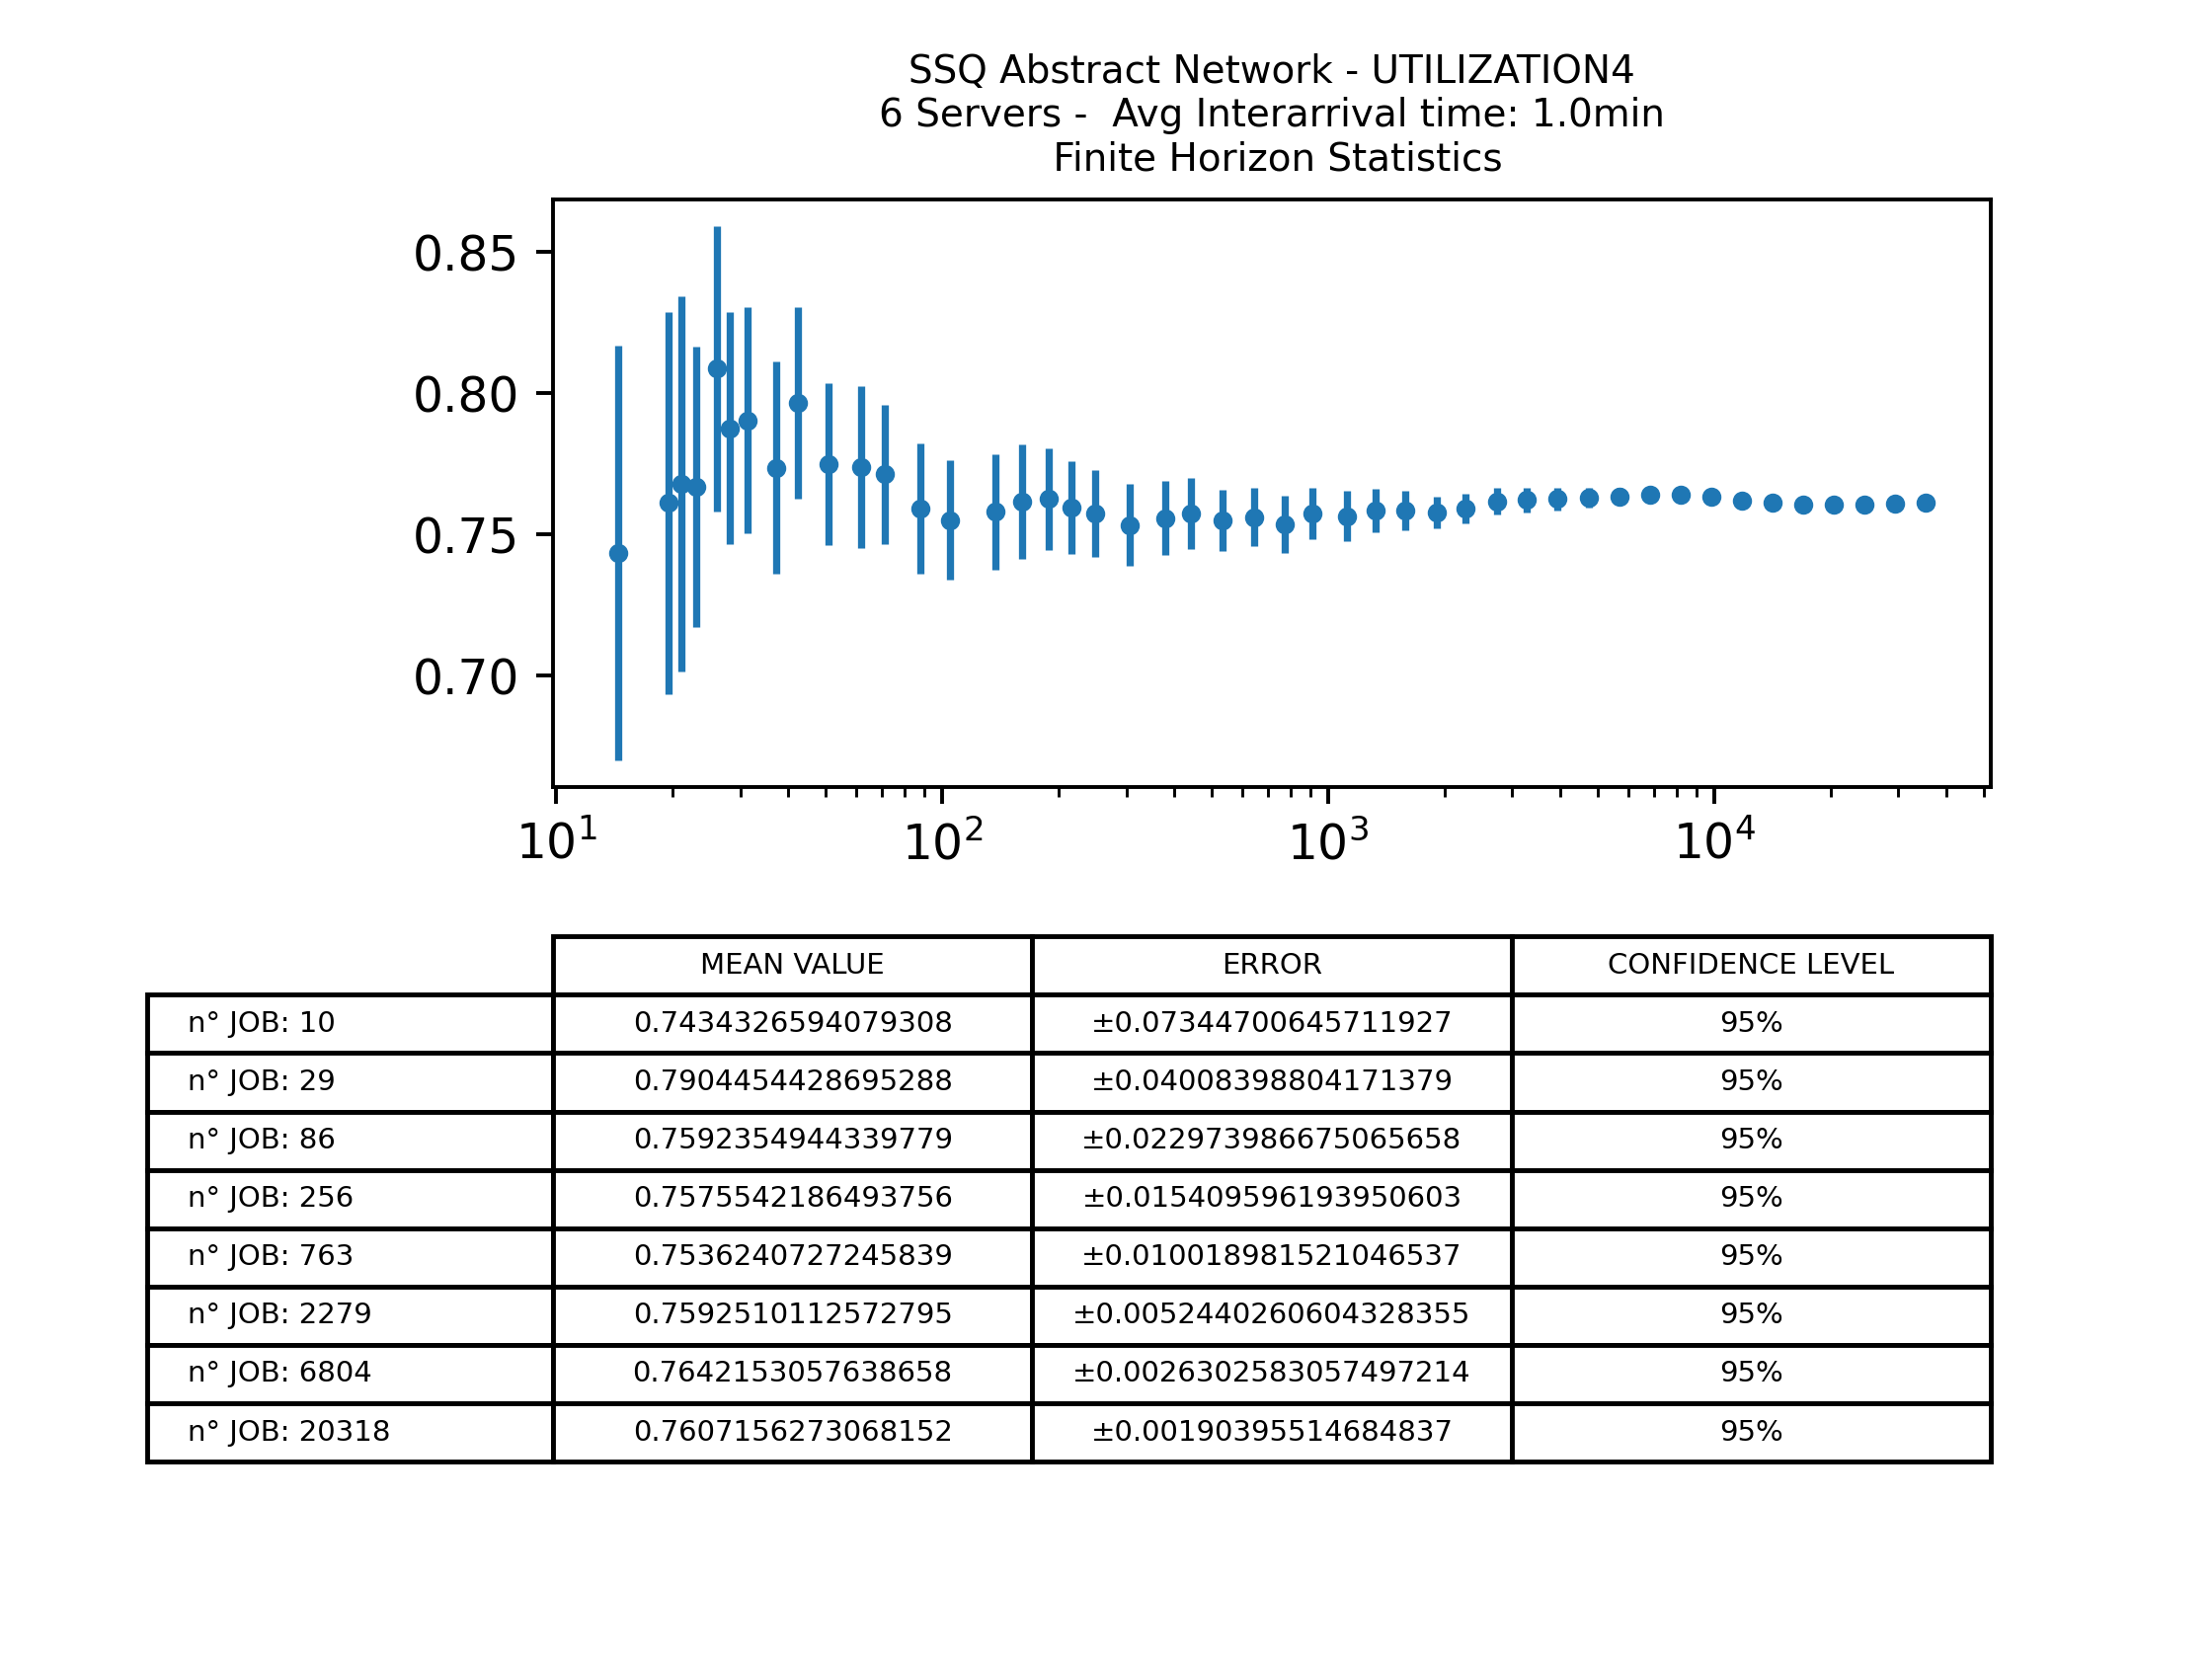 SSQ Abstract Network - UTILIZATION4
6 Servers -  Avg Interarrival time: 1.0min
Finite Horizon Statistics
0.85
0.80
0.75
0.70
10¹ 10² 10³ 10⁴
MEAN VALUE ERROR CONFIDENCE LEVEL
n° JOB: 10 0.7434326594079308 ±0.07344700645711927 95%
n° JOB: 29 0.7904454428695288 ±0.04008398804171379 95%
n° JOB: 86 0.7592354944339779 ±0.022973986675065658 95%
n° JOB: 256 0.7575542186493756 ±0.015409596193950603 95%
n° JOB: 763 0.7536240727245839 ±0.010018981521046537 95%
n° JOB: 2279 0.7592510112572795 ±0.0052440260604328355 95%
n° JOB: 6804 0.7642153057638658 ±0.0026302583057497214 95%
n° JOB: 20318 0.7607156273068152 ±0.00190395514684837 95%